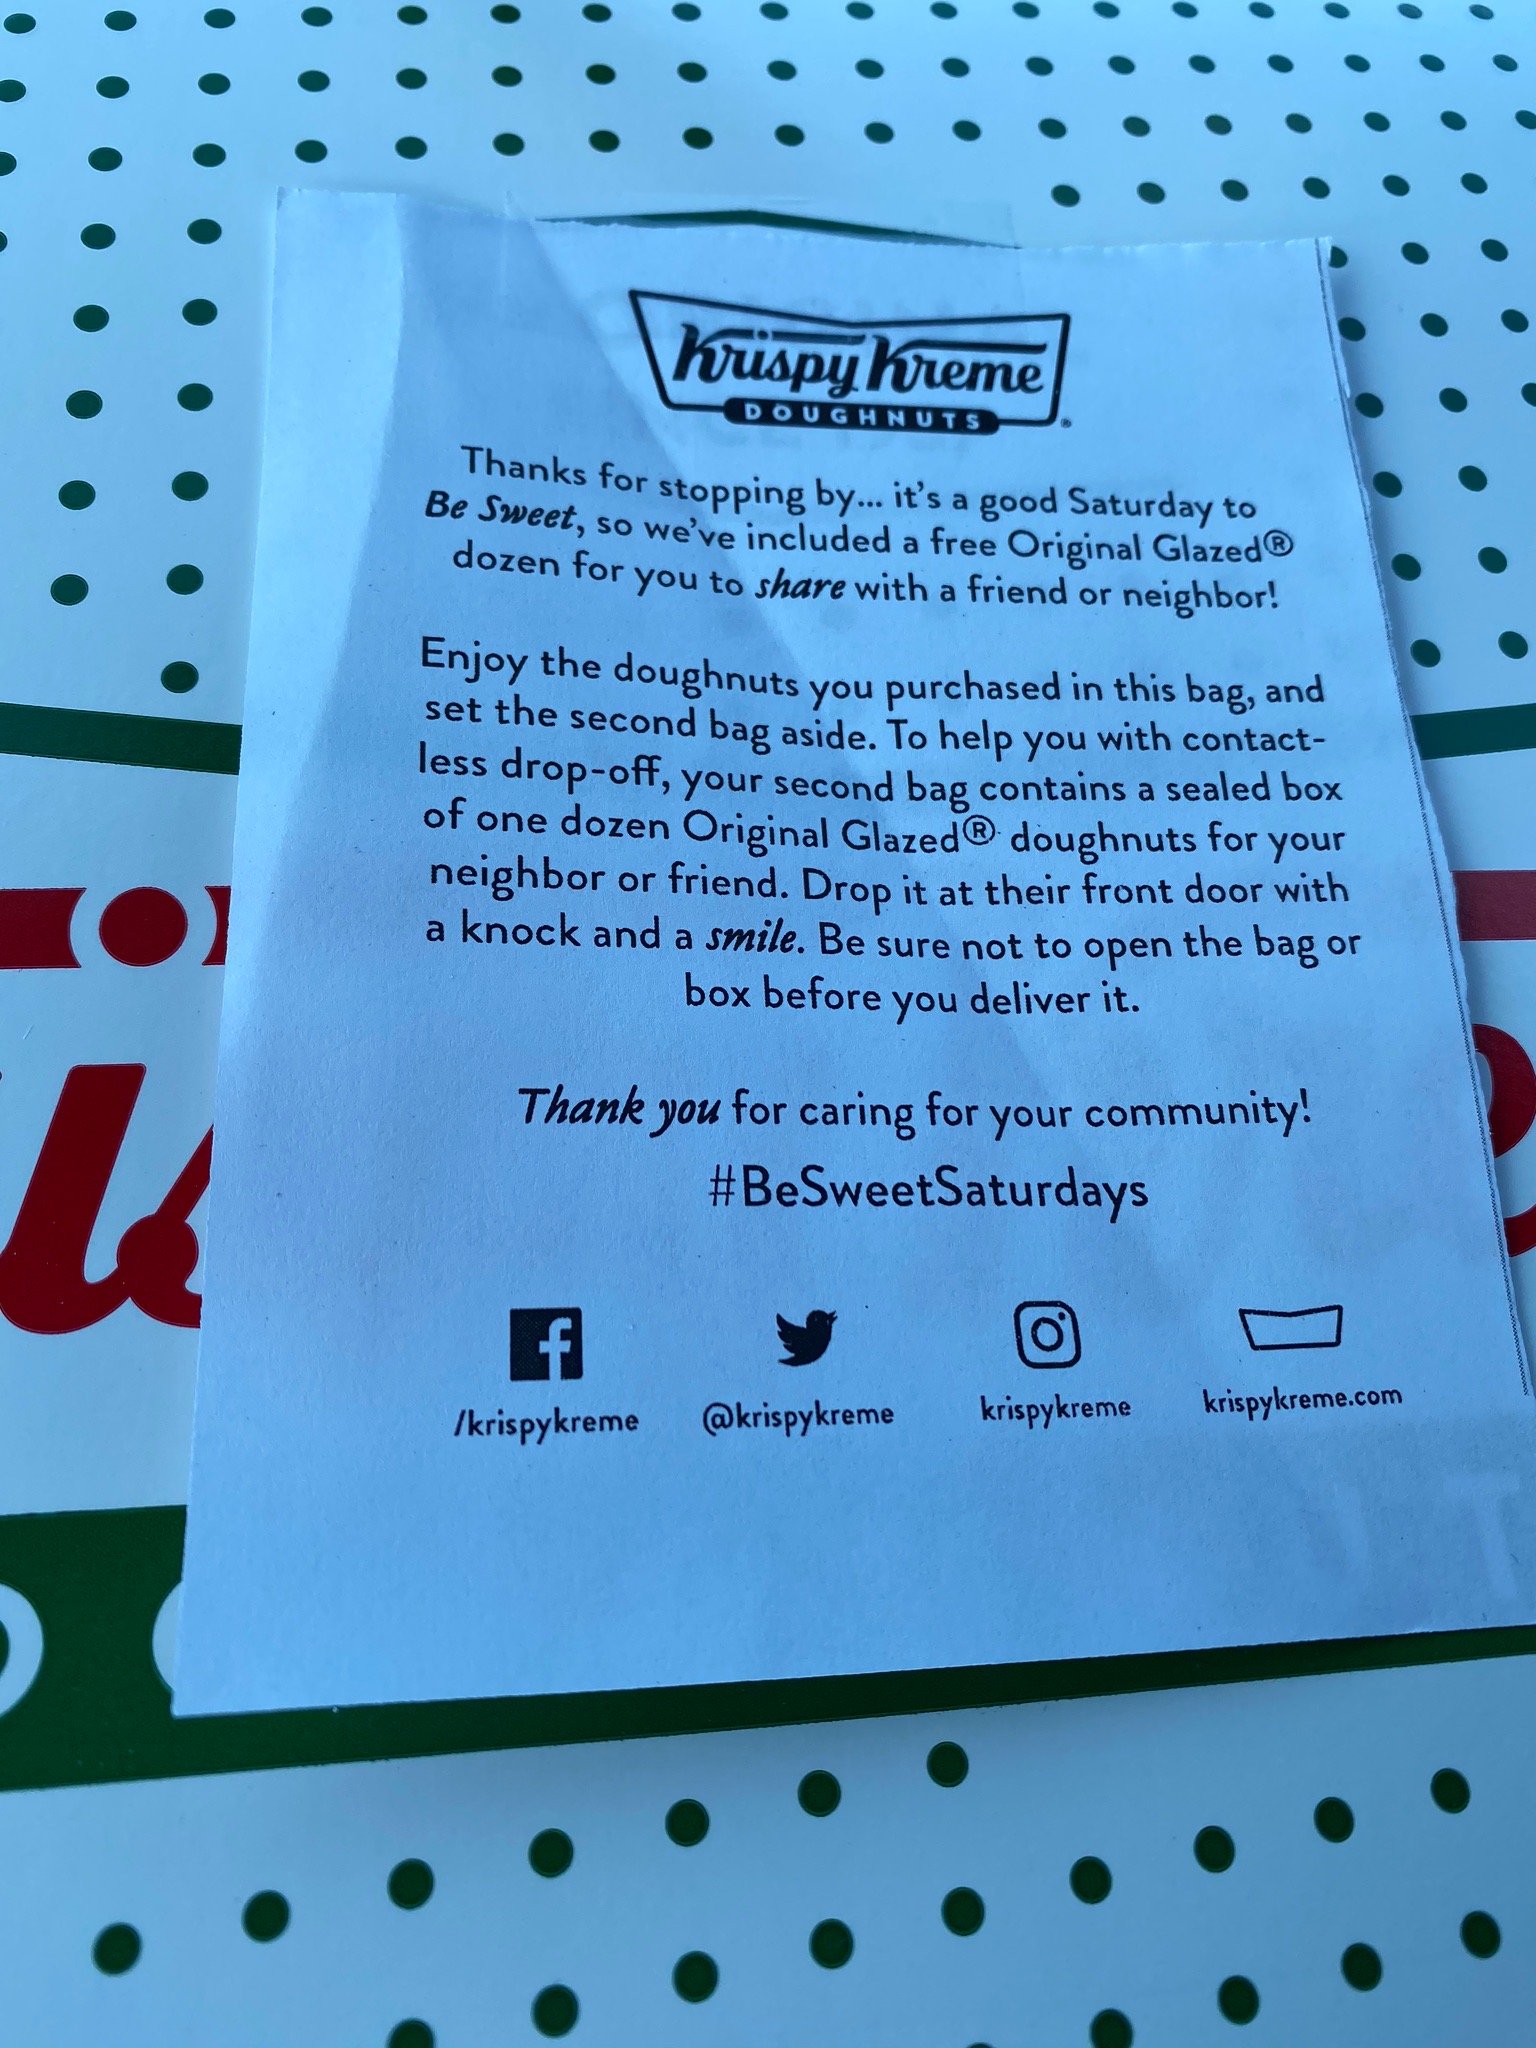 Krispy Kreme
DOUGHNUTS
®
Thanks for stopping by... it's a good Saturday to
Be Sweet, so we've included a free Original Glazed®
dozen for you to share with a friend or neighbor!
Enjoy the doughnuts you purchased in this bag, and
set the second bag aside. To help you with contact-
less drop-off, your second bag contains a sealed box
of one dozen Original Glazed® doughnuts for your
neighbor or friend. Drop it at their front door with
a knock and a smile. Be sure not to open the bag or
box before you deliver it.
Thank you for caring for your community!
#BeSweetSaturdays
/krispykreme @krispykreme krispykreme krispykreme.com